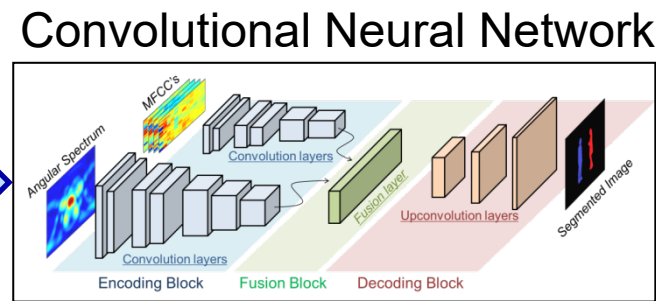 Convolutional Neural Network
MFCC's
Angular Spectrum
Convolution layers
Convolution layers
Fusion layer
Upconvolution layers
Segmented Image
Encoding Block
Fusion Block
Decoding Block